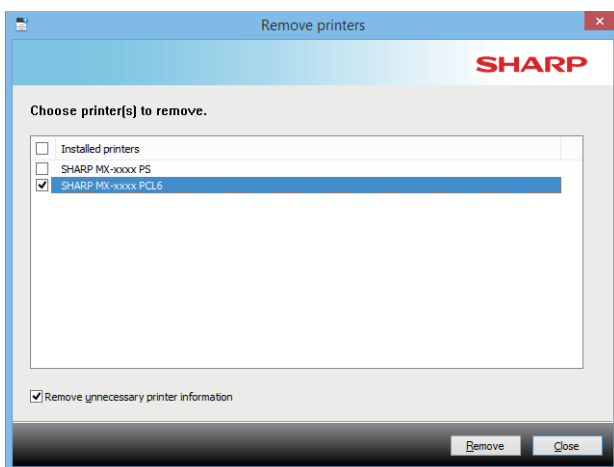 Remove printers
SHARP
Choose printer(s) to remove.
Installed printers
SHARP MX-xxxx PS
SHARP MX-xxxx PCL6
Remove unnecessary printer information
Remove Close